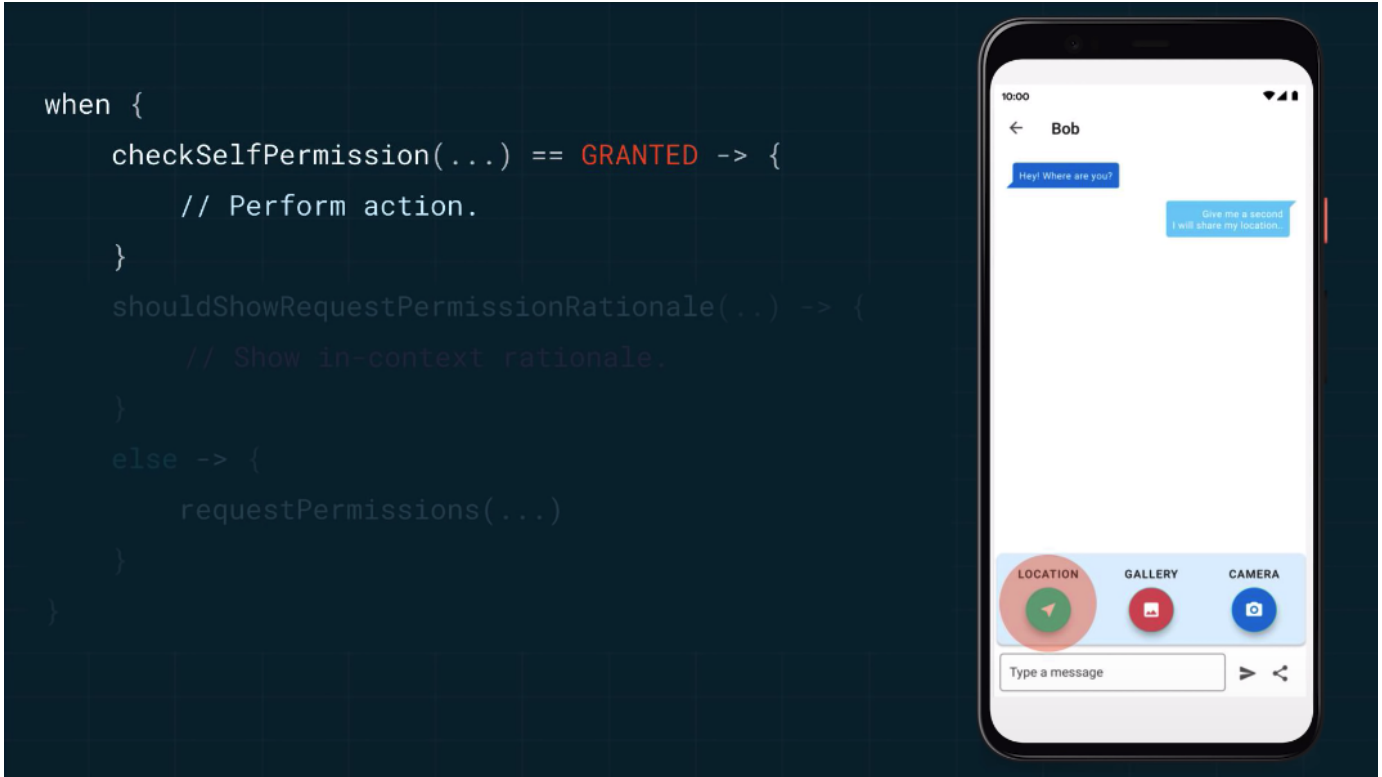 when {
checkSelfPermission(...) == GRANTED -> {
// Perform action.
}
shouldShowRequestPermissionRationale(..) -> {
// Show in-context rationale.
}
else -> {
requestPermissions(...)
}
}
10:00
Bob
Hey! Where are you?
Give me a second
I will share my location..
LOCATION GALLERY CAMERA
Type a message